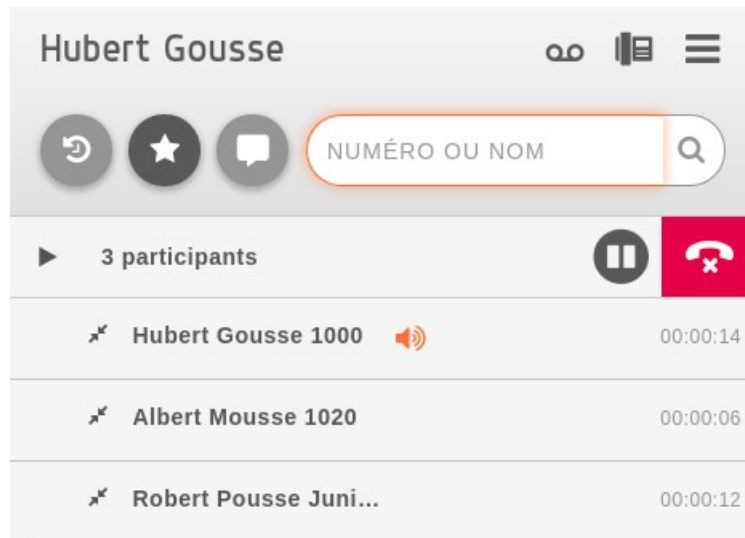 Hubert Gousse
NUMÉRO OU NOM
3 participants
Hubert Gousse 1000 00:00:14
Albert Mousse 1020 00:00:06
Robert Pousse Juni... 00:00:12